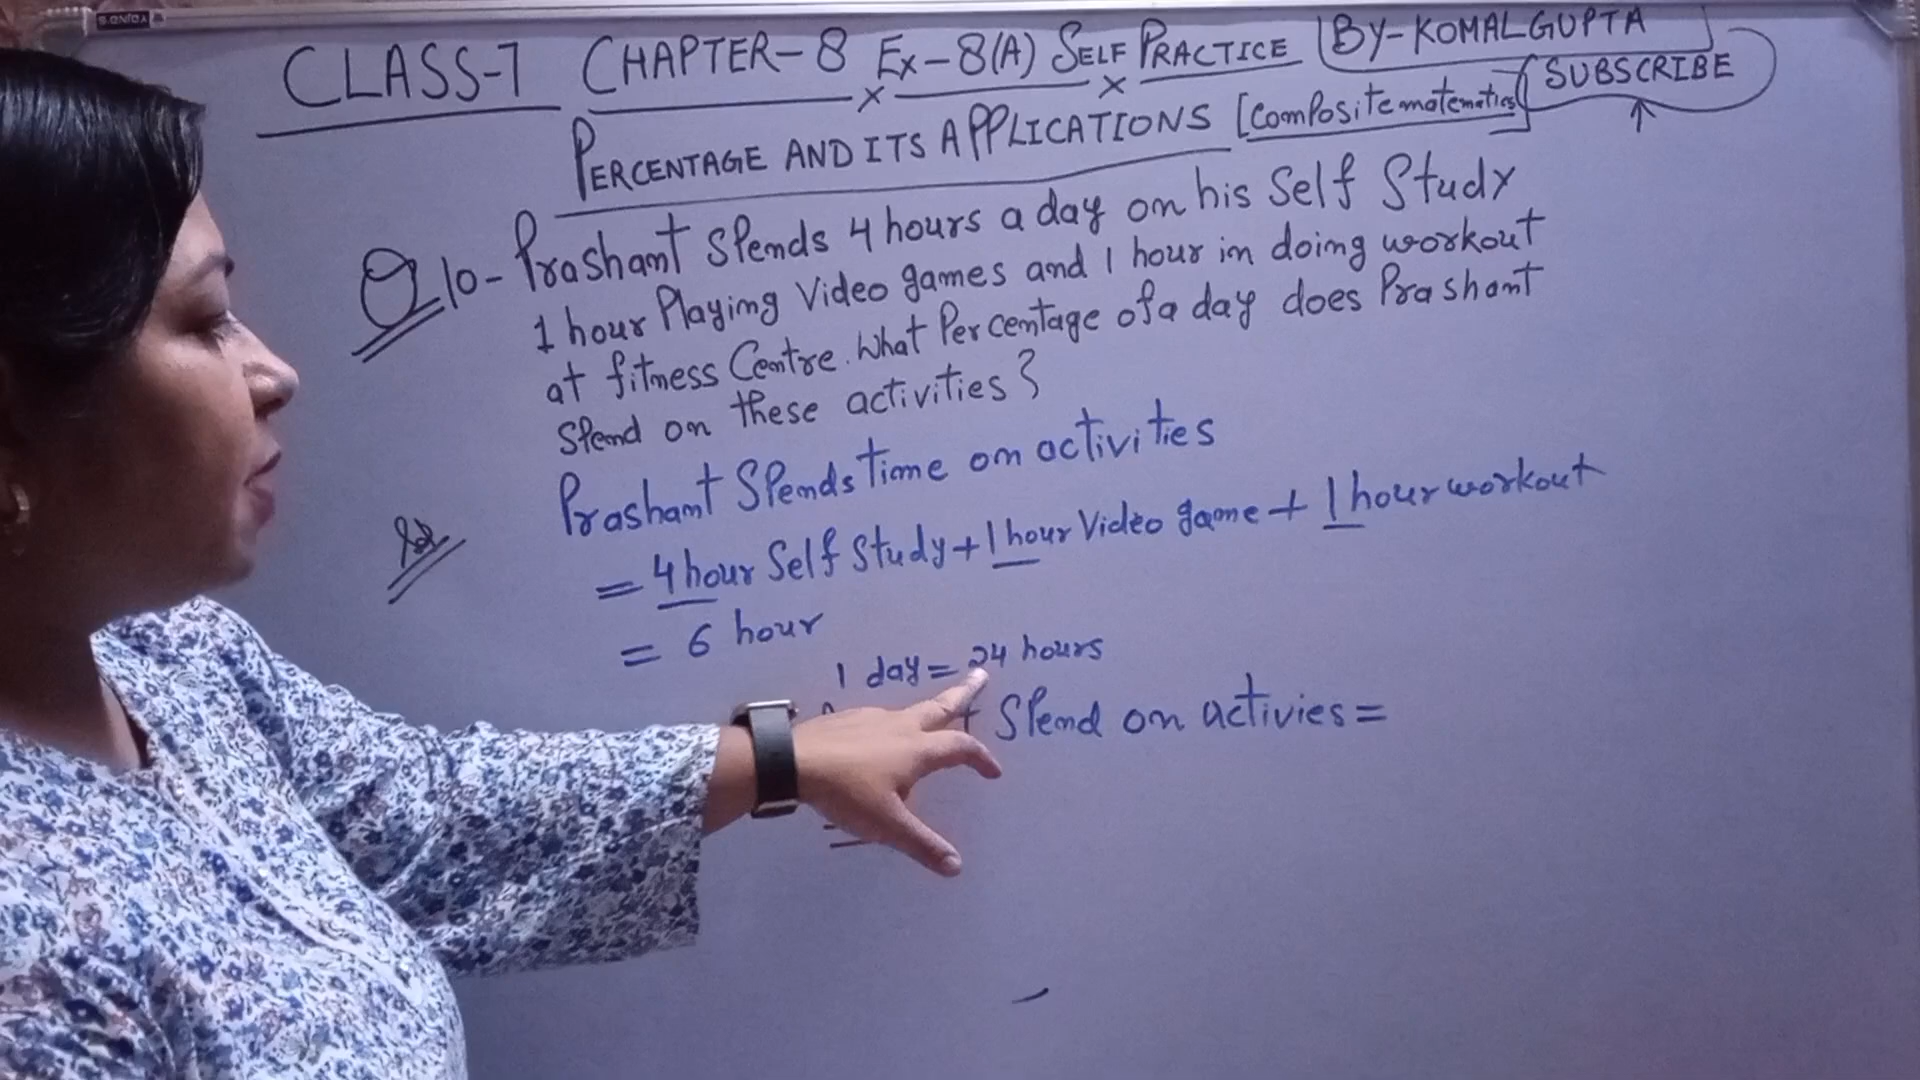 CLASS-7 CHAPTER-8 EX-8(A) SELF PRACTICE BY-KOMAL GUPTA
SUBSCRIBE
PERCENTAGE AND ITS APPLICATIONS [Composite matematics]
Q10- Prashant Spends 4 hours a day on his Self Study
1 hour Playing Video games and 1 hour in doing workout
at fitness Centre. What Percentage of a day does Prashant
Spend on these activities?
Prashant Spends time on activities
= 4 hour Self Study + 1 hour Video game + 1 hour workout
= 6 hour
1 day = 24 hours
Spend on activies =
=